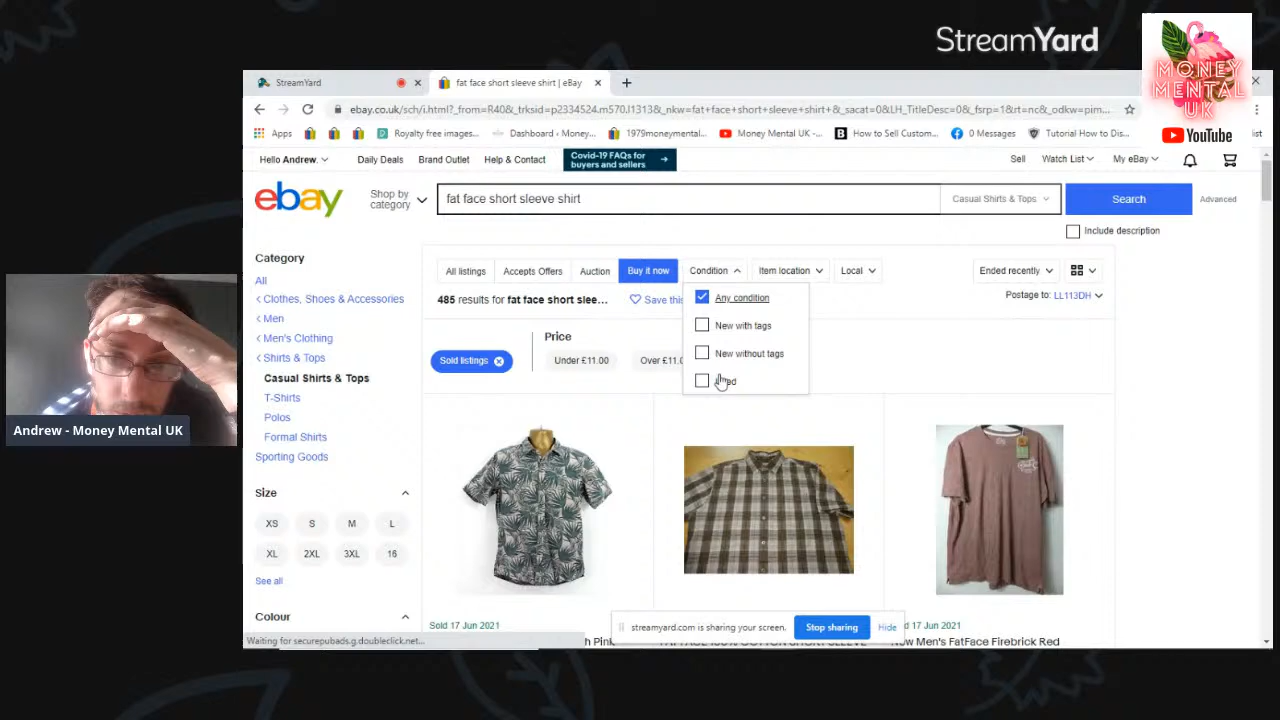 StreamYard
MONEY
MENTAL
UK
YouTube
StreamYard
fat face short sleeve shirt | eBay
ebay.co.uk/sch/i.html?_from=R40&_trksid=p2334524.m570.l1313&_nkw=fat+face+short+sleeve+shirt+&_sacat=0&LH_TitleDesc=0&_fsrp=1&rt=nc&_odkw=pim...
Apps
Royalty free images...
Dashboard ‹ Money...
1979moneymental...
Money Mental UK -...
How to Sell Custom...
0 Messages
Tutorial How to Dis...
Hello Andrew.
Daily Deals
Brand Outlet
Help & Contact
Covid-19 FAQs for
buyers and sellers
Sell
Watch List
My eBay
ebay
Shop by
category
fat face short sleeve shirt
Casual Shirts & Tops
Search
Advanced
Include description
Category
All
Clothes, Shoes & Accessories
Men
Men's Clothing
Shirts & Tops
Casual Shirts & Tops
T-Shirts
Polos
Formal Shirts
Sporting Goods
Size
XS S M L
XL 2XL 3XL 16
See all
Colour
All listings
Accepts Offers
Auction
Buy it now
Condition
Item location
Local
Ended recently
485 results for fat face short slee...
Save this
Postage to: LL113DH
Any condition
New with tags
New without tags
Sold listings
Price
Under £11.00
Over £11.0
Sold 17 Jun 2021
17 Jun 2021
New Men's FatFace Firebrick Red
streamyard.com is sharing your screen.
Stop sharing
Hide
Waiting for securepubads.g.doubleclick.net...
Andrew - Money Mental UK